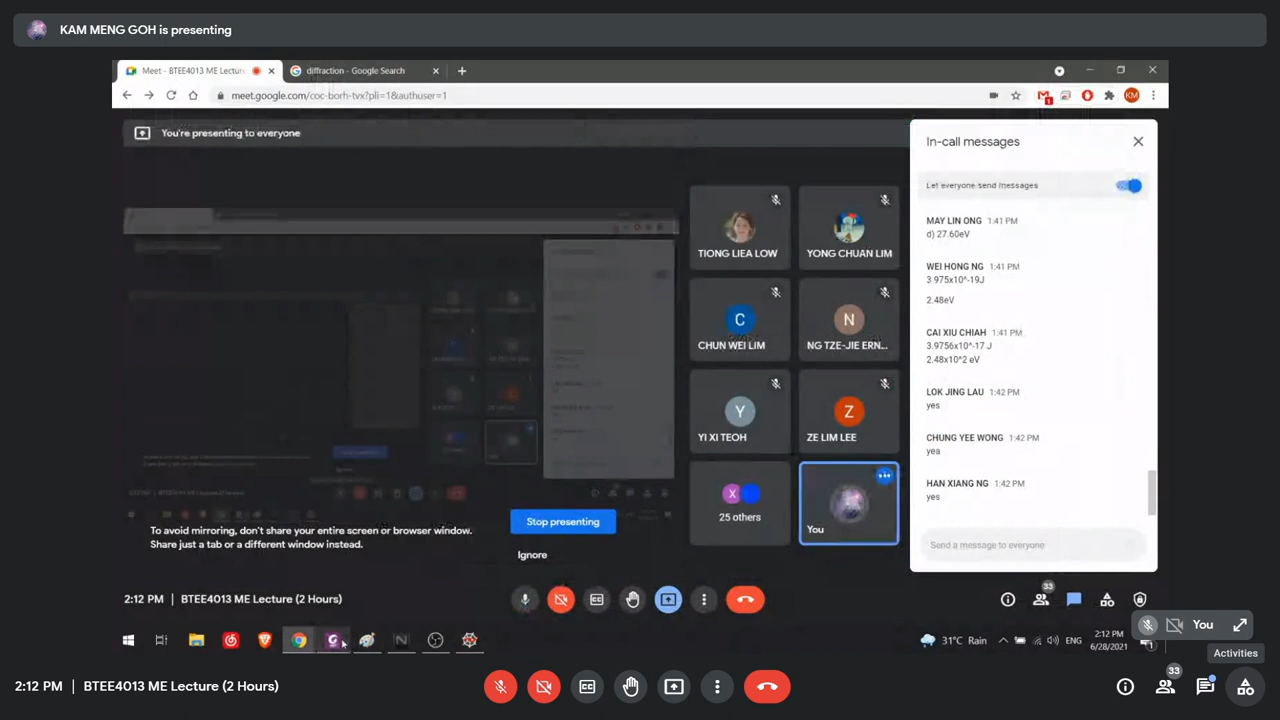 KAM MENG GOH is presenting
Meet - BTEE4013 ME Lecture
diffraction - Google Search
meet.google.com/coc-borh-tvx?pli=1&authuser=1
KM
You're presenting to everyone
In-call messages
Let everyone send messages
MAY LIN ONG 1:41 PM
d) 27.60eV
WEI HONG NG 1:41 PM
3.975x10^-19J
2.48eV
CAI XIU CHIAH 1:41 PM
3.9756x10^-17 J
2.48x10^2 eV
LOK JING LAU 1:42 PM
yes
CHUNG YEE WONG 1:42 PM
yea
HAN XIANG NG 1:42 PM
yes
Send a message to everyone
TIONG LIEA LOW
YONG CHUAN LIM
C
CHUN WEI LIM
N
NG TZE-JIE ERN...
Y
YI XI TEOH
Z
ZE LIM LEE
X
25 others
You
To avoid mirroring, don't share your entire screen or browser window.
Share just a tab or a different window instead.
Stop presenting
Ignore
2:12 PM | BTEE4013 ME Lecture (2 Hours)
33
31°C Rain
ENG
2:12 PM
6/28/2021
You
Activities
2:12 PM | BTEE4013 ME Lecture (2 Hours)
33